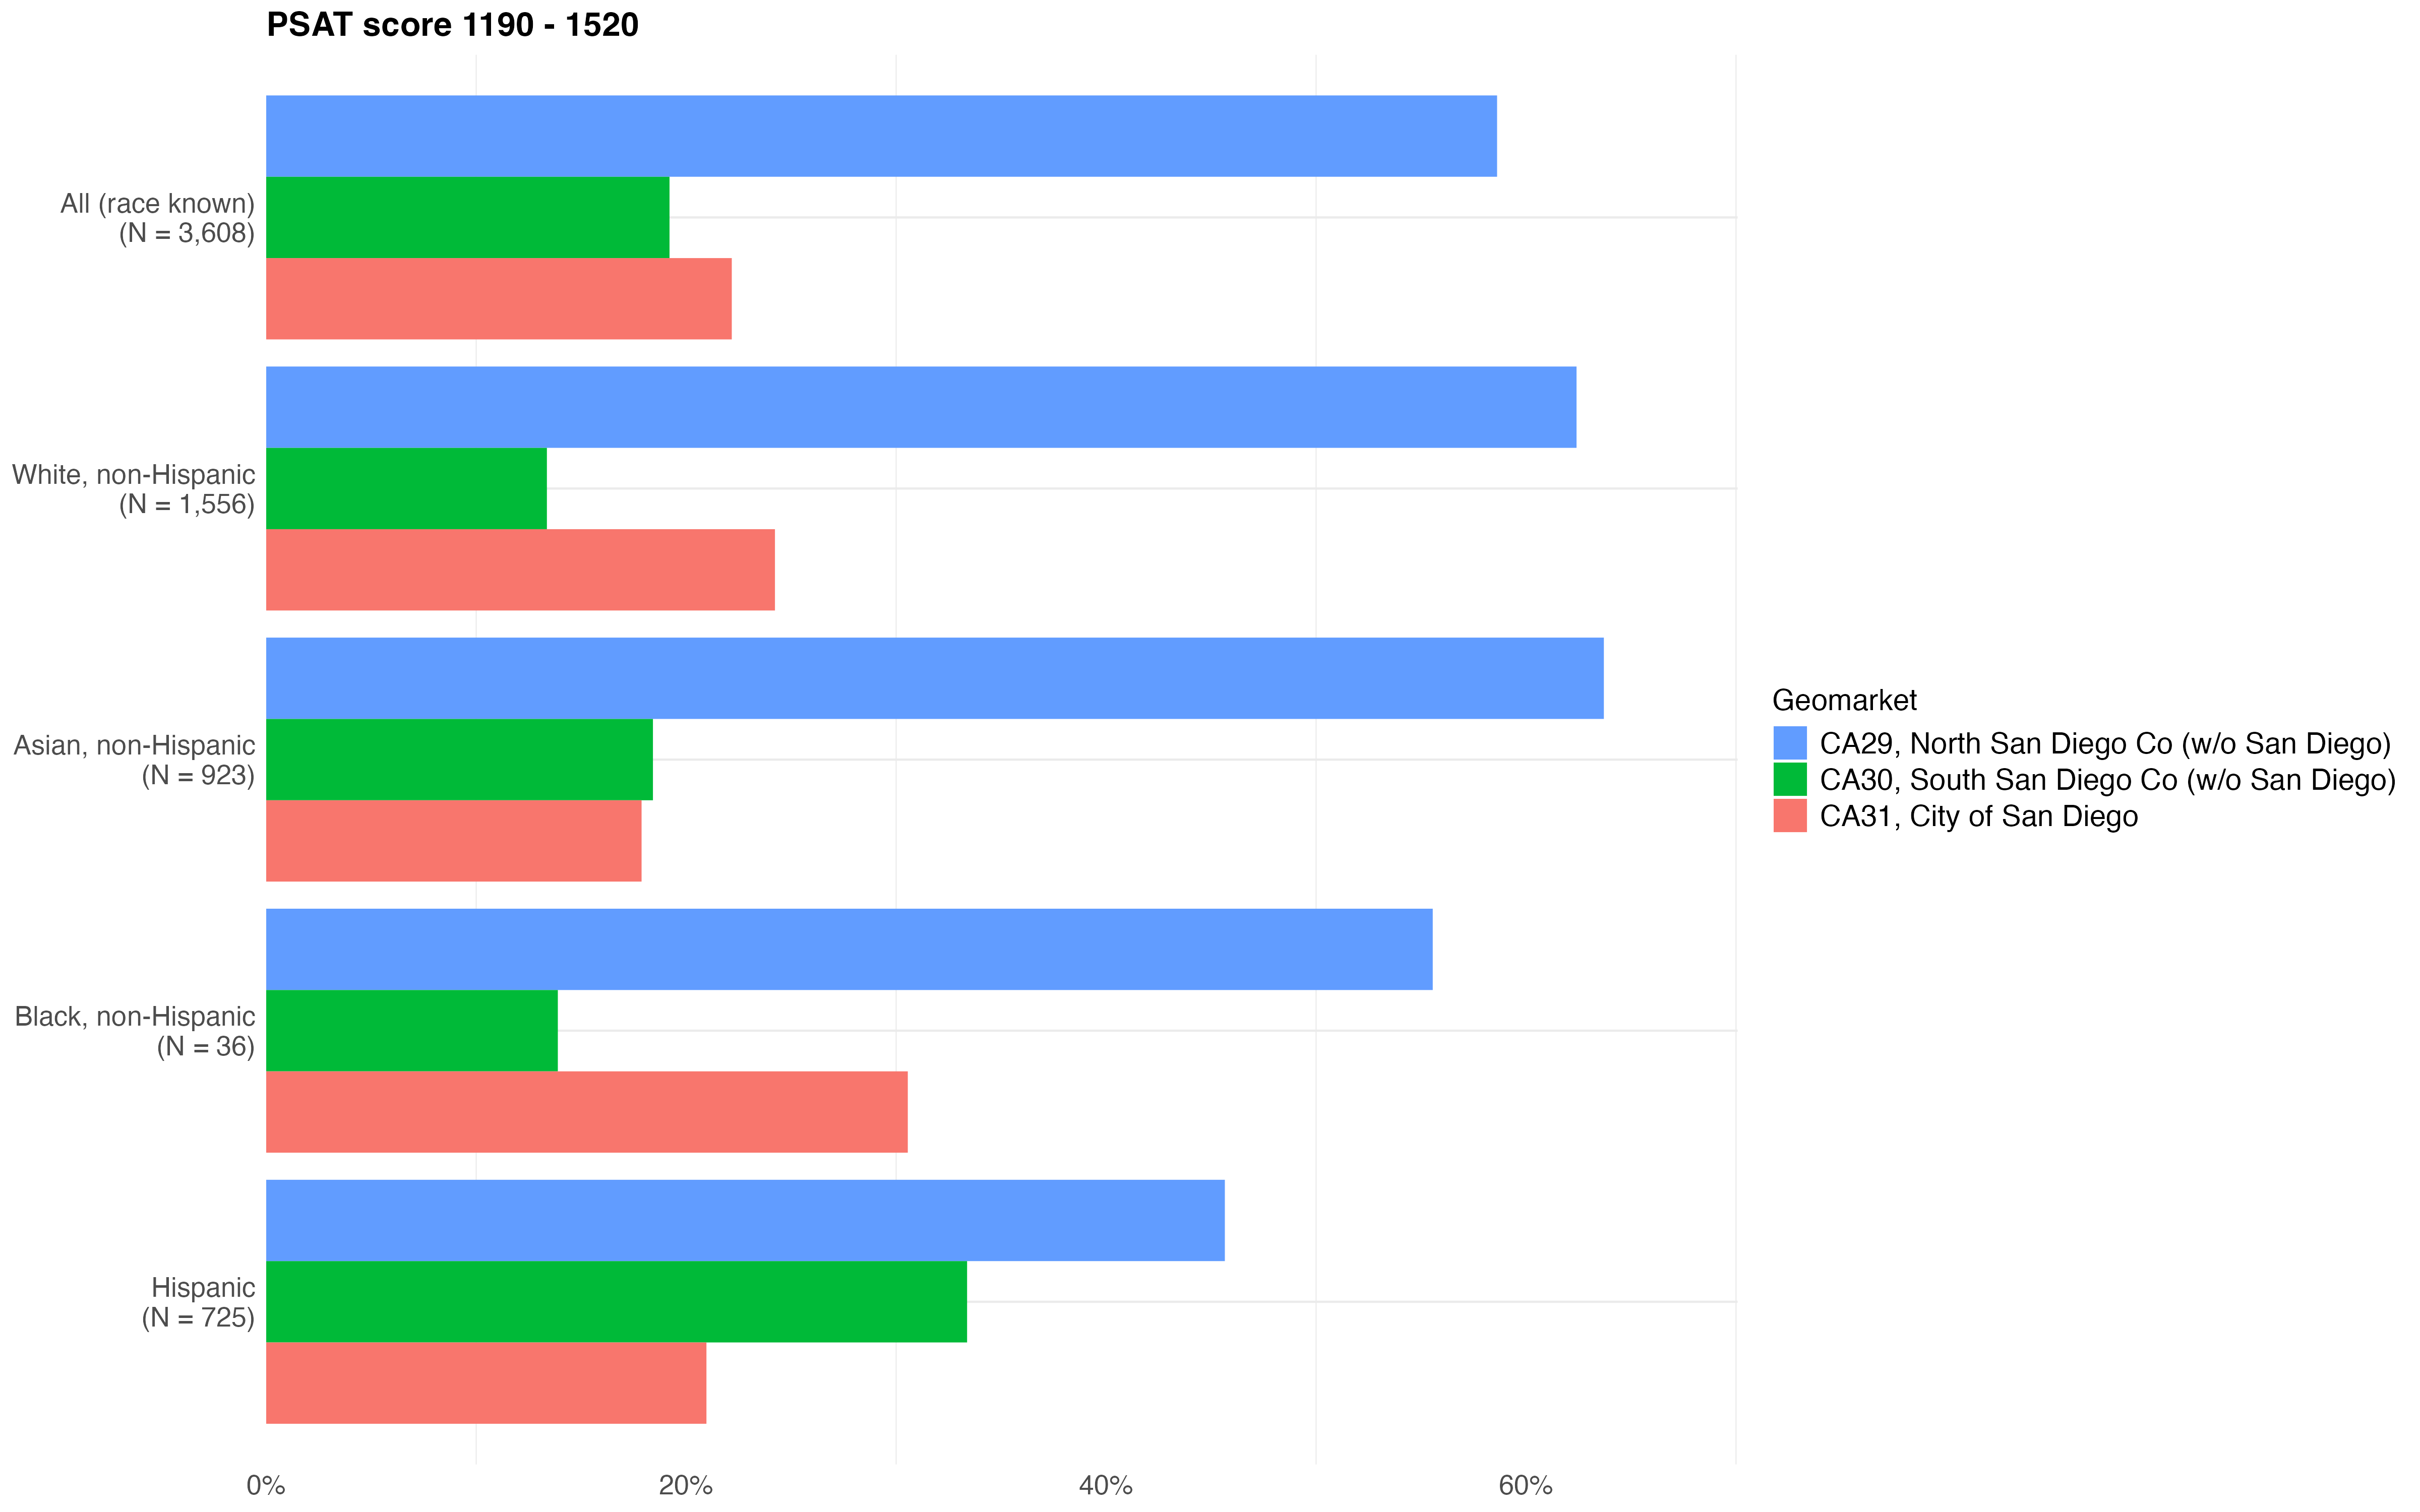 PSAT score 1190 - 1520
All (race known)
(N = 3,608)
White, non-Hispanic
(N = 1,556)
Asian, non-Hispanic
(N = 923)
Black, non-Hispanic
(N = 36)
Hispanic
(N = 725)
0%
20%
40%
60%
Geomarket
CA29, North San Diego Co (w/o San Diego)
CA30, South San Diego Co (w/o San Diego)
CA31, City of San Diego